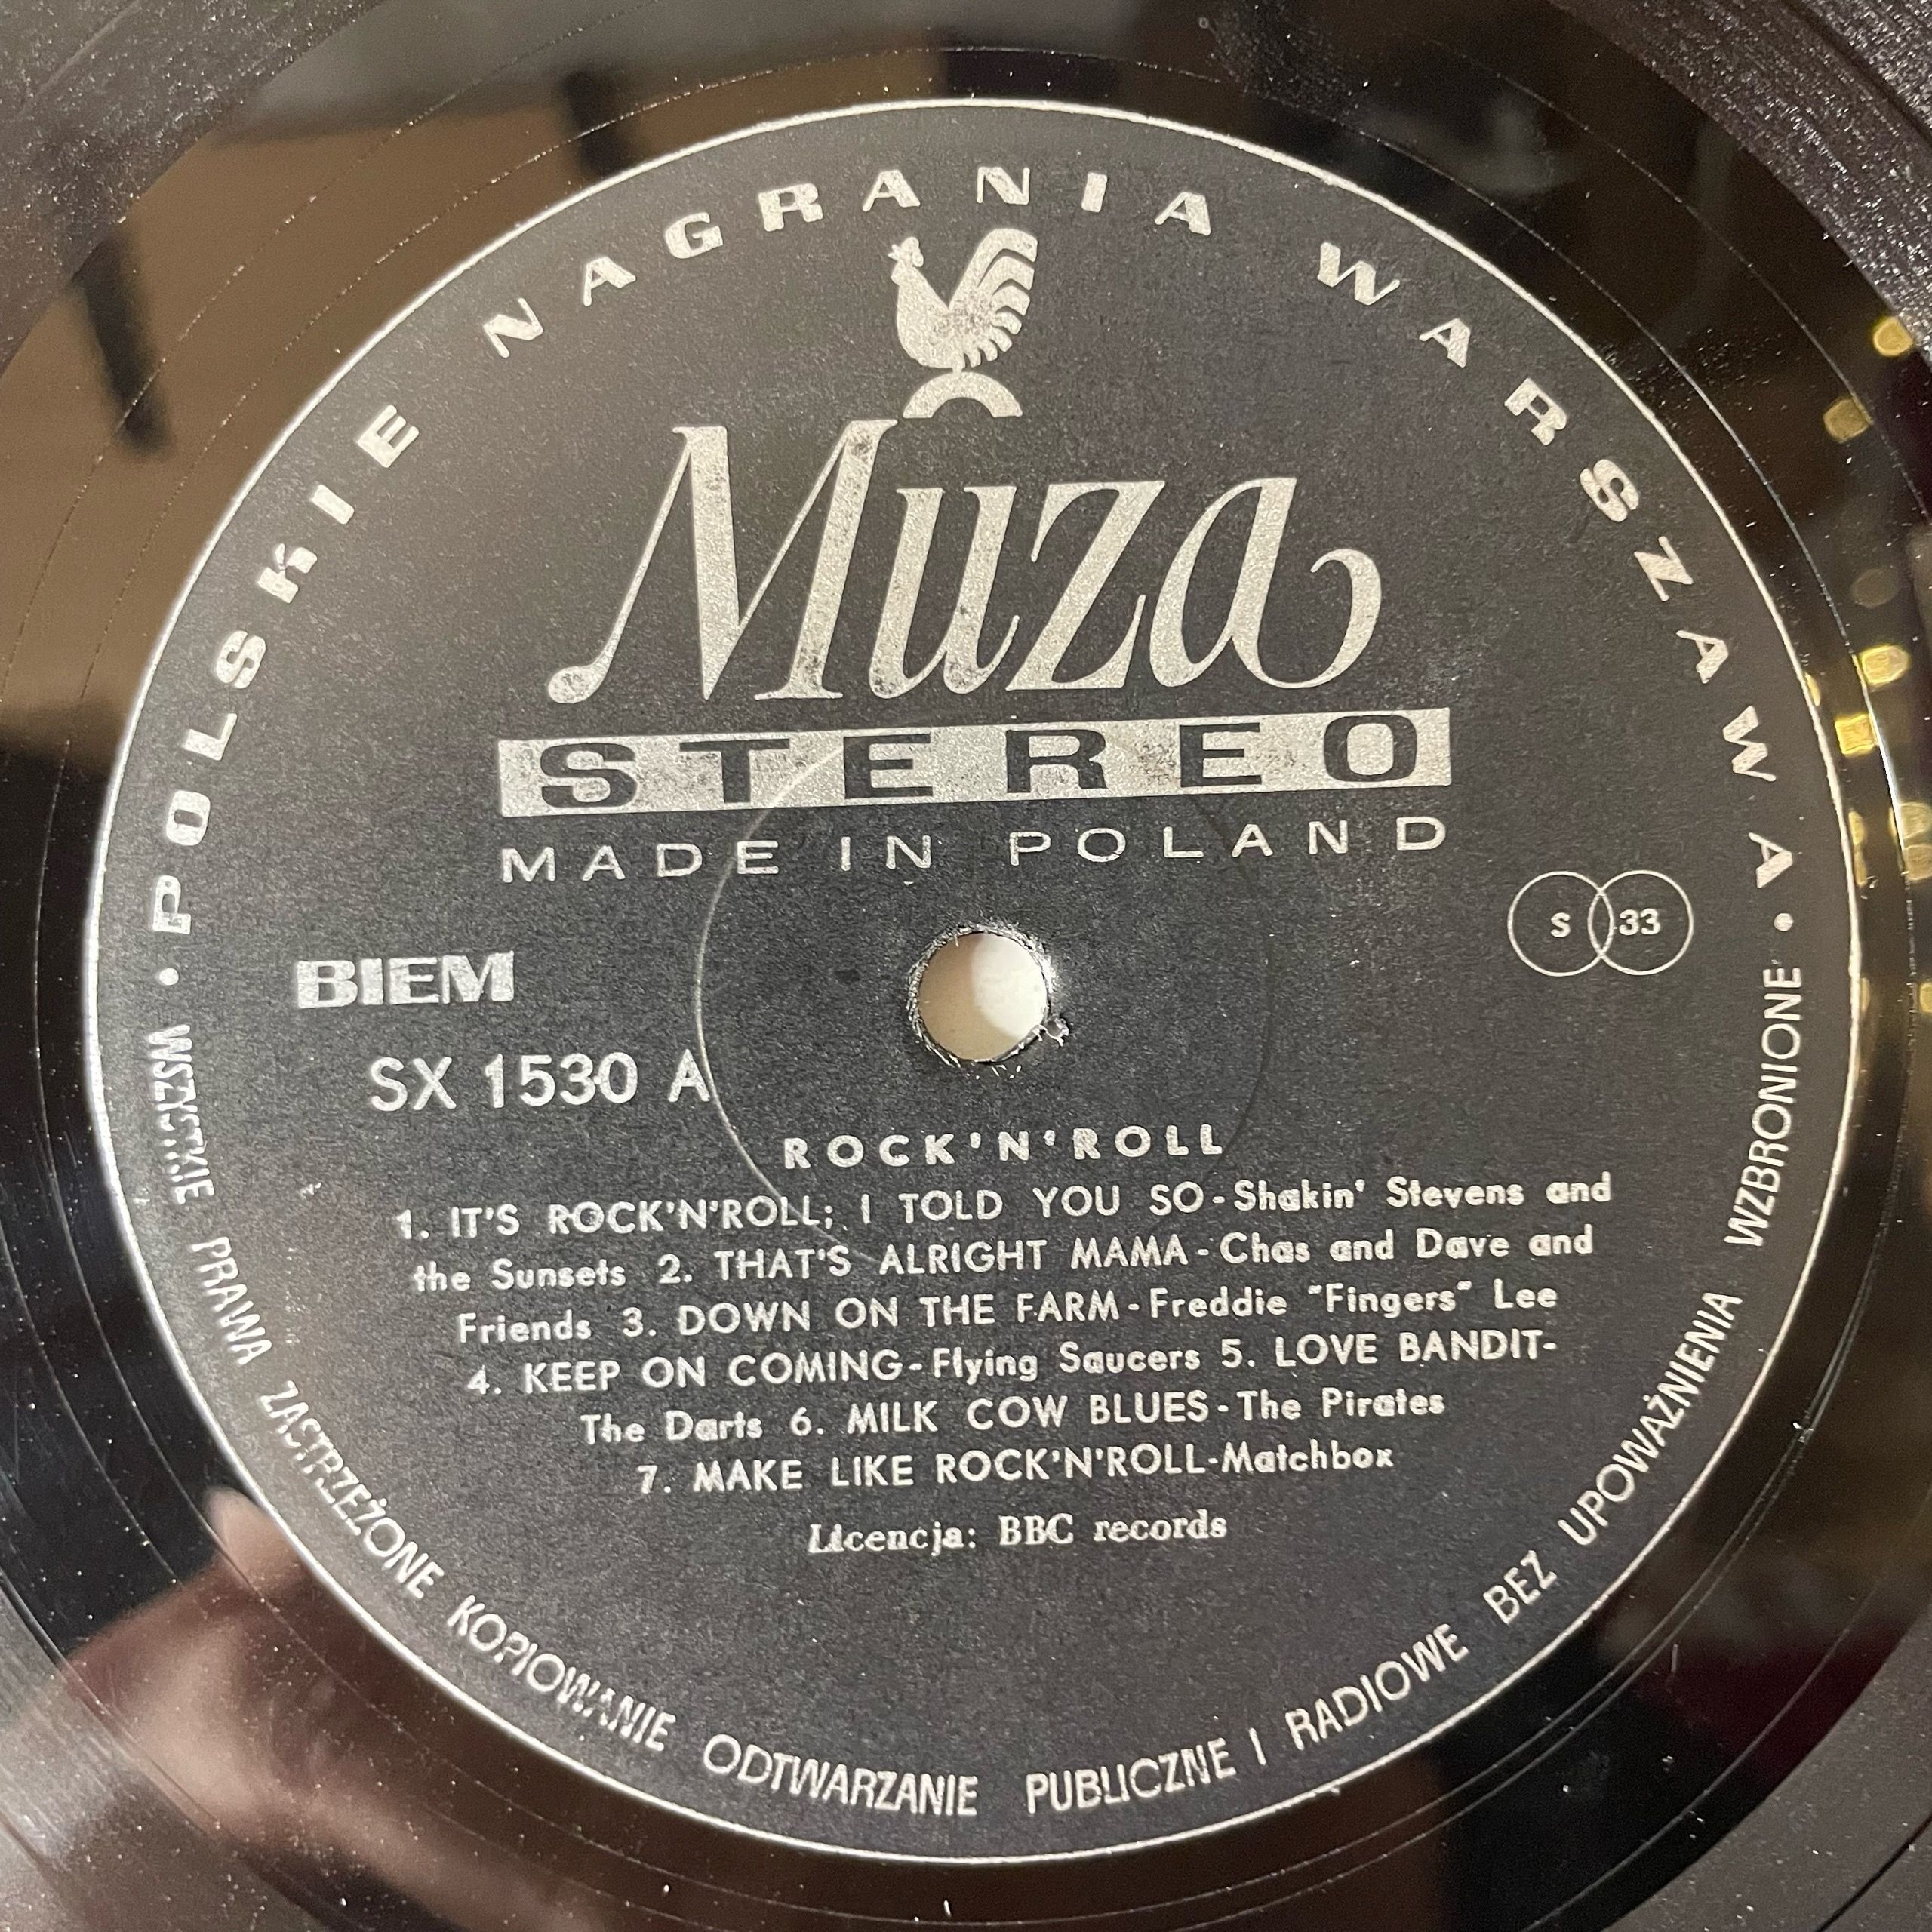 POLSKIE NAGRANIA WARSZAWA
Muza
STEREO
MADE IN POLAND
S 33
BIEM
SX 1530 A
ROCK'N'ROLL
1. IT'S ROCK'N'ROLL; I TOLD YOU SO-Shakin' Stevens and
the Sunsets 2. THAT'S ALRIGHT MAMA-Chas and Dave and
Friends 3. DOWN ON THE FARM-Freddie "Fingers" Lee
4. KEEP ON COMING-Flying Saucers 5. LOVE BANDIT-
The Darts 6. MILK COW BLUES-The Pirates
7. MAKE LIKE ROCK'N'ROLL-Matchbox
Licencja: BBC records
• WSZYSTKIE PRAWA ZASTRZEŻONE KOPIOWANIE ODTWARZANIE PUBLICZNE I RADIOWE BEZ UPOWAŻNIENIA WZBRONIONE •